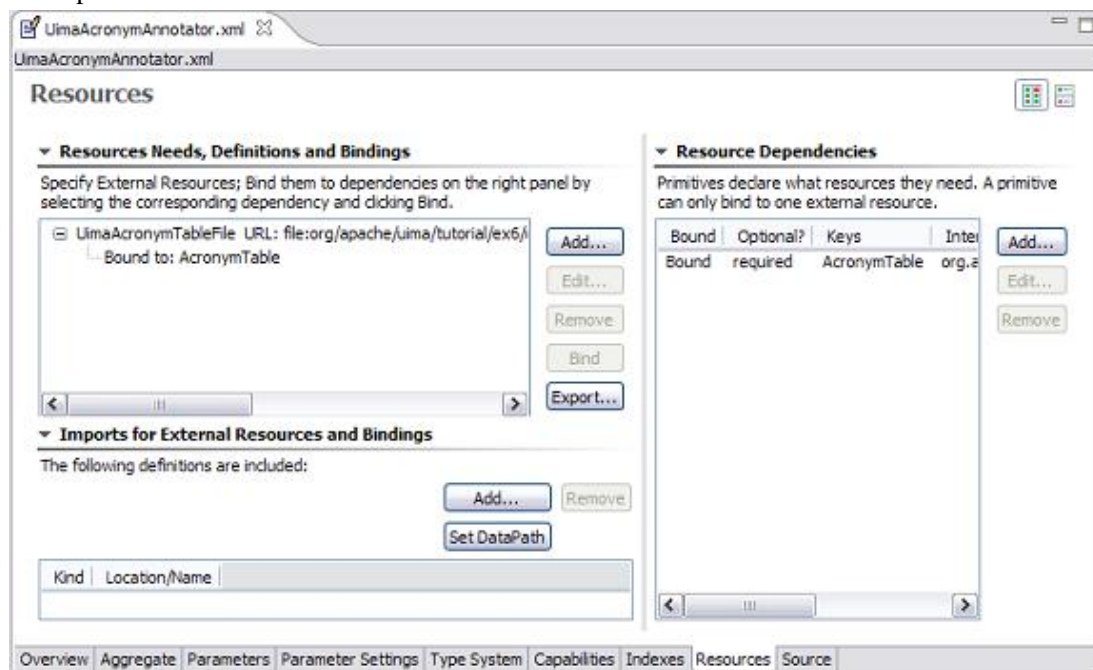 UimaAcronymAnnotator.xml
UimaAcronymAnnotator.xml
Resources
Resources Needs, Definitions and Bindings
Specify External Resources; Bind them to dependencies on the right panel by
selecting the corresponding dependency and clicking Bind.
UimaAcronymTableFile URL: file:org/apache/uima/tutorial/ex6/
Bound to: AcronymTable
Add...
Edit...
Remove
Bind
Export...
Imports for External Resources and Bindings
The following definitions are included:
Add... Remove
Set DataPath
Kind Location/Name
Resource Dependencies
Primitives declare what resources they need. A primitive
can only bind to one external resource.
Bound Optional? Keys Inter
Bound required AcronymTable org.a
Add...
Edit...
Remove
Overview Aggregate Parameters Parameter Settings Type System Capabilities Indexes Resources Source